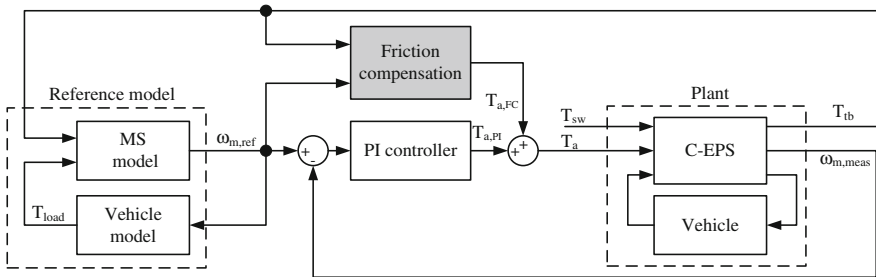 Friction
compensation
Reference model
Plant
T_a,FC
T_sw
T_tb
MS
model
ω_m,ref
+
-
PI controller
T_a,PI
+
+
T_a
C-EPS
ω_m,meas
T_load
Vehicle
model
Vehicle